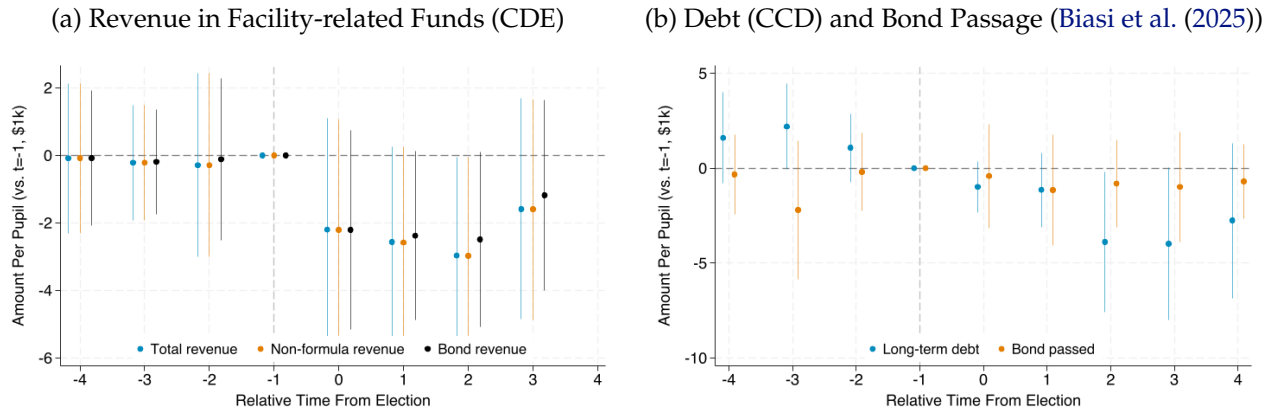 (a) Revenue in Facility-related Funds (CDE)
Amount Per Pupil (vs. t=-1, $1k)
2
0
-2
-4
-6
Total revenue Non-formula revenue Bond revenue
-4 -3 -2 -1 0 1 2 3 4
Relative Time From Election
(b) Debt (CCD) and Bond Passage (Biasi et al. (2025))
Amount Per Pupil (vs. t=-1, $1k)
5
0
-5
-10
Long-term debt Bond passed
-4 -3 -2 -1 0 1 2 3 4
Relative Time From Election